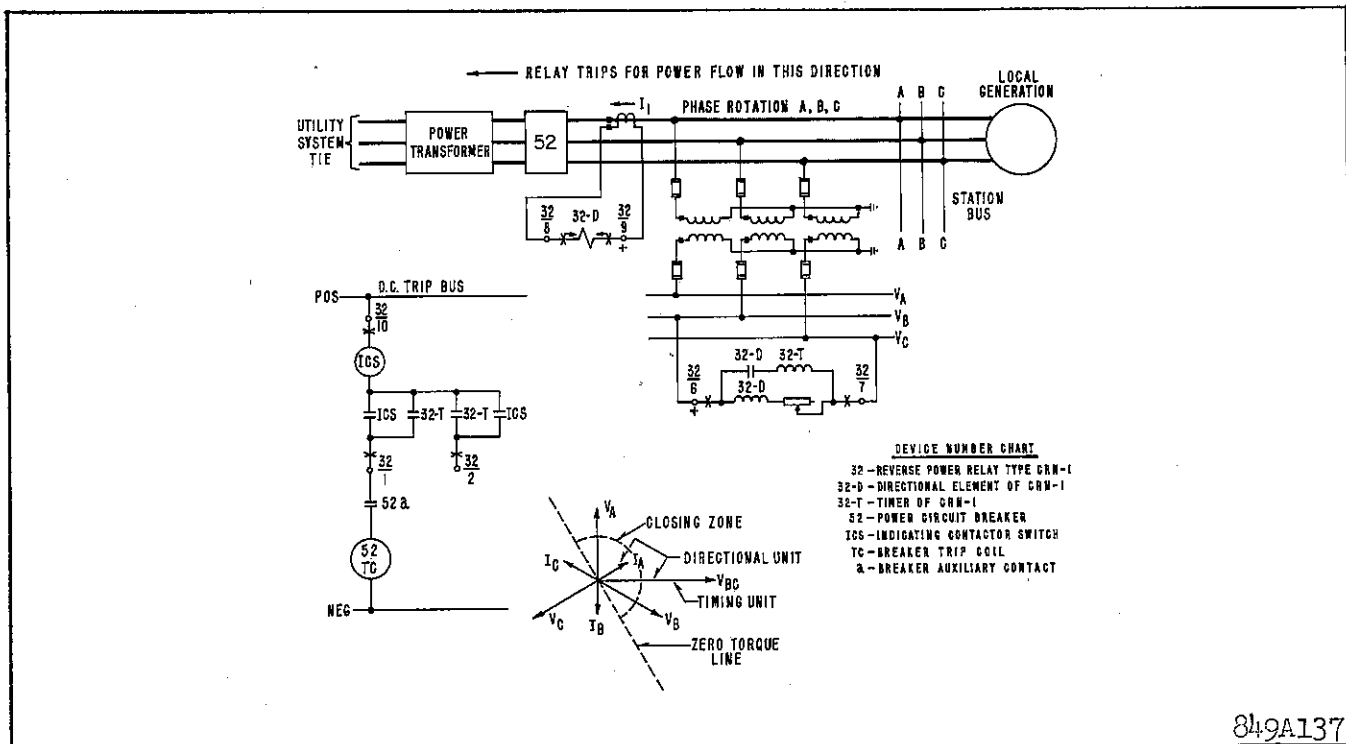 RELAY TRIPS FOR POWER FLOW IN THIS DIRECTION
LOCAL
GENERATION
A B C
I1
PHASE ROTATION A, B, C
UTILITY
SYSTEM
TIE
POWER
TRANSFORMER
52
STATION
BUS
32
8
32-D
32
9
+
A B C
POS
D.C. TRIP BUS
VA
VB
VC
32
10
ICS
32-D
32-T
32
6
+
32-D
32
7
ICS
32-T
32-T
ICS
32
1
32
2
52 a
52
TC
NEG
DEVICE NUMBER CHART
32 - REVERSE POWER RELAY TYPE CRN-1
32-D - DIRECTIONAL ELEMENT OF CRN-1
32-T - TIMER OF CRN-1
52 - POWER CIRCUIT BREAKER
ICS - INDICATING CONTACTOR SWITCH
TC - BREAKER TRIP COIL
a - BREAKER AUXILIARY CONTACT
VA
CLOSING ZONE
DIRECTIONAL UNIT
IC
IA
VBC
TIMING UNIT
VC
IB
VB
ZERO TORQUE
LINE
849A137